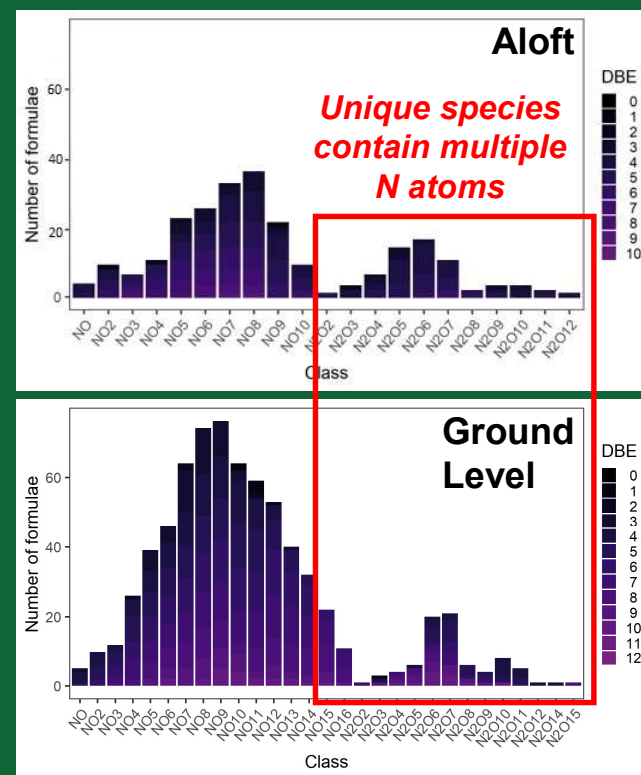 Aloft
Unique species
contain multiple
N atoms
Number of formulae
60
40
20
0
NO NO2 NO3 NO4 NO5 NO6 NO7 NO8 NO9 NO10 N2O2 N2O3 N2O4 N2O5 N2O6 N2O7 N2O8 N2O9 N2O10 N2O11 N2O12
Class
DBE
0
1
2
3
4
5
6
7
8
9
10
Ground
Level
Number of formulae
60
40
20
0
NO NO2 NO3 NO4 NO5 NO6 NO7 NO8 NO9 NO10 NO11 NO12 NO13 NO14 NO15 NO16 N2O2 N2O3 N2O4 N2O5 N2O6 N2O7 N2O8 N2O9 N2O10 N2O11 N2O12 N2O14 N2O15
Class
DBE
0
1
2
3
4
5
6
7
8
9
10
11
12